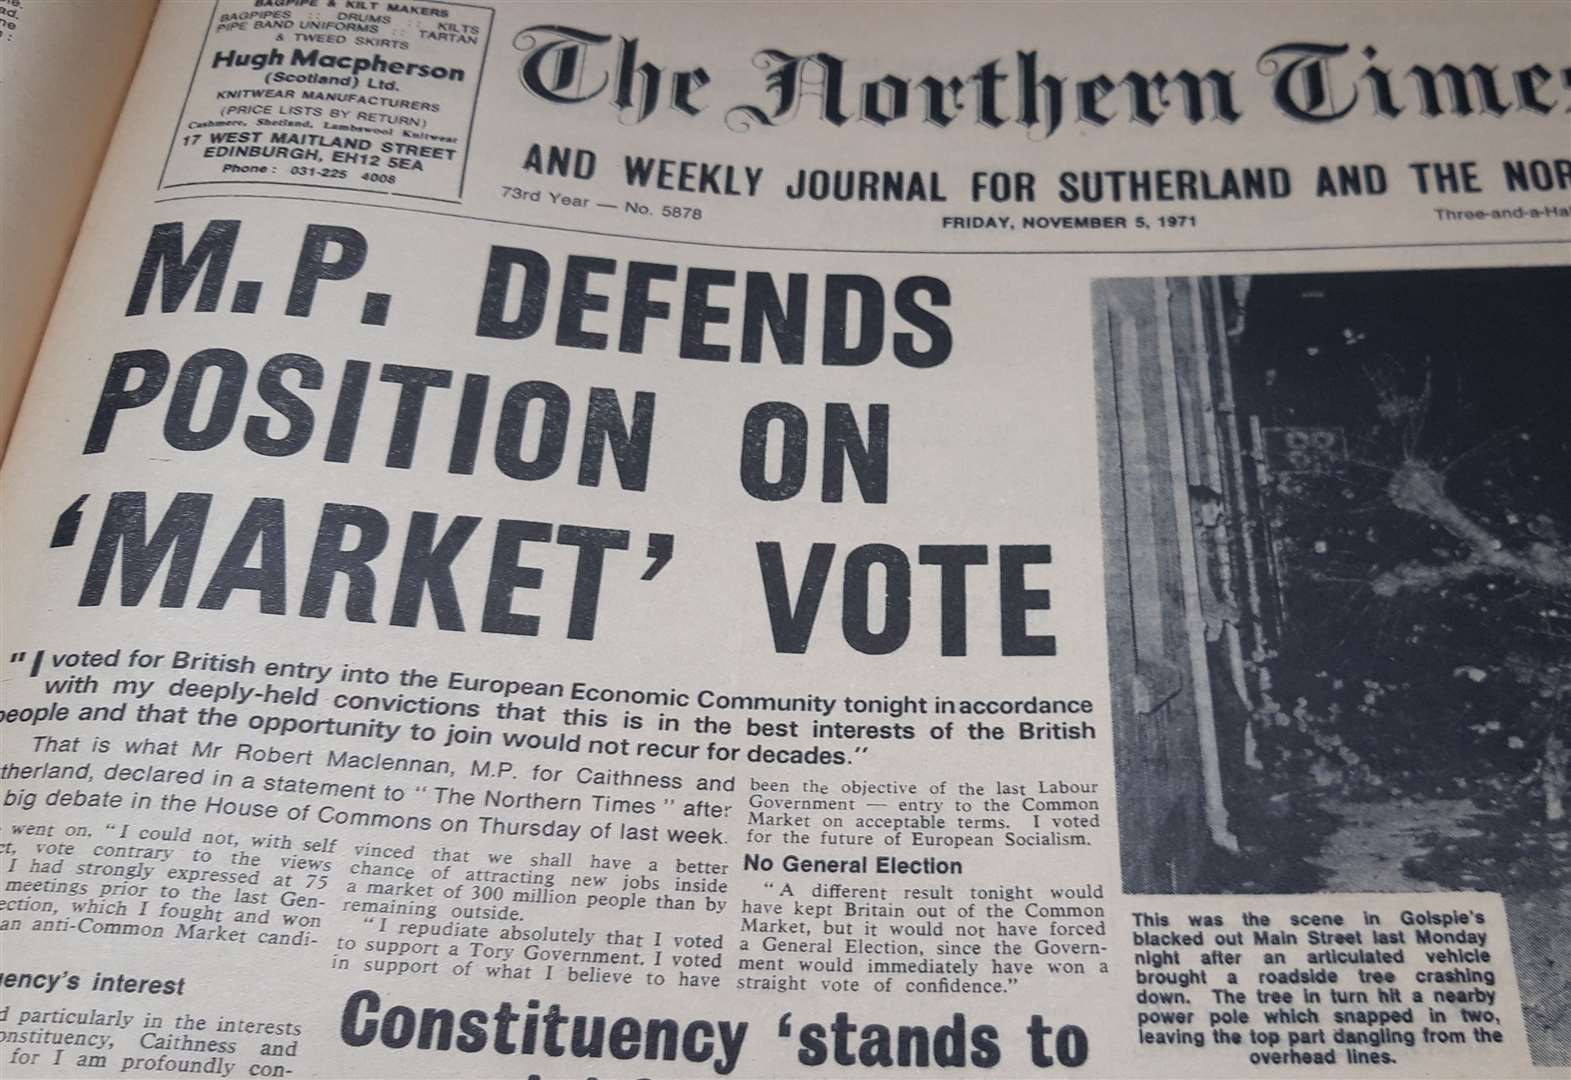 BAGPIPE & KILT MAKERS
BAGPIPES :: DRUMS :: KILTS
PIPE BAND UNIFORMS :: TARTAN
& TWEED SKIRTS
Hugh Macpherson
(Scotland) Ltd.
KNITWEAR MANUFACTURERS
(PRICE LISTS BY RETURN)
Cashmere, Shetland, Lambswool Knitwear
17 WEST MAITLAND STREET
EDINBURGH, EH12 5EA
Phone : 031-225 4008
The Northern Times
AND WEEKLY JOURNAL FOR SUTHERLAND AND THE NOR
73rd Year — No. 5878
FRIDAY, NOVEMBER 5, 1971
Three-and-a-Ha
M.P. DEFENDS
POSITION ON
'MARKET' VOTE
"I voted for British entry into the European Economic Community tonight in accordance
with my deeply-held convictions that this is in the best interests of the British
people and that the opportunity to join would not recur for decades."
That is what Mr Robert Maclennan, M.P. for Caithness and
therland, declared in a statement to "The Northern Times" after
big debate in the House of Commons on Thursday of last week.
went on. "I could not, with self
ct, vote contrary to the views
I had strongly expressed at 75
meetings prior to the last Gen-
ection, which I fought and won
an anti-Common Market candi-
ency's interest
d particularly in the interests
onstituency, Caithness and
for I am profoundly con-
vinced that we shall have a better
chance of attracting new jobs inside
a market of 300 million people than by
remaining outside.
"I repudiate absolutely that I voted
to support a Tory Government. I voted
in support of what I believe to have
been the objective of the last Labour
Government — entry to the Common
Market on acceptable terms. I voted
for the future of European Socialism.
No General Election
"A different result tonight would
have kept Britain out of the Common
Market, but it would not have forced
a General Election, since the Govern-
ment would immediately have won a
straight vote of confidence."
Constituency 'stands to
This was the scene in Golspie's
blacked out Main Street last Monday
night after an articulated vehicle
brought a roadside tree crashing
down. The tree in turn hit a nearby
power pole which snapped in two,
leaving the top part dangling from the
overhead lines.